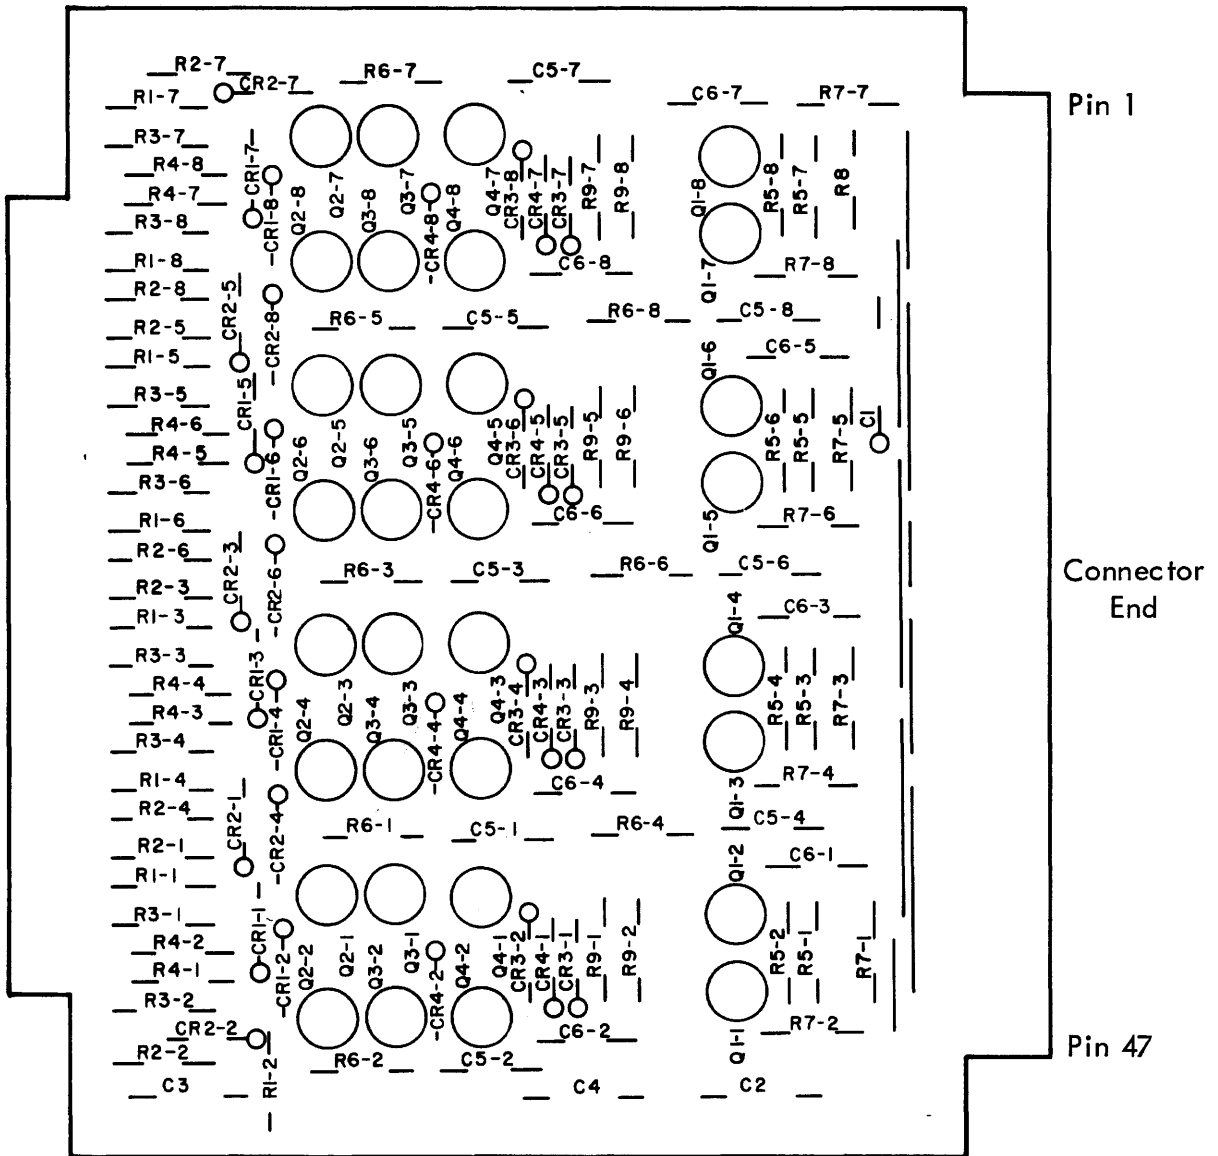 R2-7
CR2-7
R6-7
C5-7
C6-7
R7-7
Pin 1
R1-7
R3-7
R4-8
R4-7
R3-8
R1-8
R2-8
CR1-7
CR1-8
Q2-8
Q2-7
Q3-8
Q3-7
CR4-8
Q4-8
Q4-7
CR3-8
CR4-7
CR3-7
R9-7
R9-8
C6-8
Q1-8
Q1-7
R5-8
R5-7
R8
R7-8
R2-5
R1-5
R3-5
R4-6
R4-5
R3-6
R1-6
R2-6
CR2-5
CR2-8
R6-5
C5-5
R6-8
C5-8
C6-5
CR1-5
CR1-6
Q2-6
Q2-5
Q3-6
Q3-5
CR4-6
Q4-6
Q4-5
CR3-6
CR4-5
CR3-5
R9-5
R9-6
C6-6
Q1-6
Q1-5
R5-6
R5-5
R7-5
C1
R7-6
R2-3
R1-3
R3-3
R4-4
R4-3
R3-4
R1-4
R2-4
CR2-3
CR2-6
R6-3
C5-3
R6-6
C5-6
C6-3
Connector
End
CR1-3
CR1-4
Q2-4
Q2-3
Q3-4
Q3-3
CR4-4
Q4-4
Q4-3
CR3-4
CR4-3
CR3-3
R9-3
R9-4
C6-4
Q1-4
Q1-3
R5-4
R5-3
R7-3
R7-4
R2-1
R1-1
R3-1
R4-2
R4-1
R3-2
CR2-2
R2-2
C3
CR2-1
CR2-4
R6-1
C5-1
R6-4
C5-4
C6-1
CR1-1
CR1-2
Q2-2
Q2-1
Q3-2
Q3-1
CR4-2
Q4-2
Q4-1
CR3-2
CR4-1
CR3-1
R9-1
R9-2
C6-2
Q1-2
Q1-1
R5-2
R5-1
R7-1
R7-2
R1-2
R6-2
C5-2
C4
C2
Pin 47